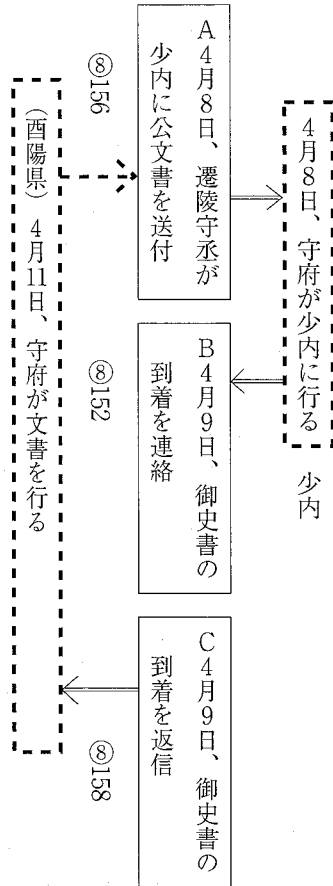 4月8日、守府が少内に行る
少内
A4月8日、遷陵守丞が
少内に公文書を送付
B4月9日、御史書の
到着を連絡
C4月9日、御史書の
到着を返信
⑧156
⑧152
⑧158
(酉陽県) 4月11日、守府が文書を行る